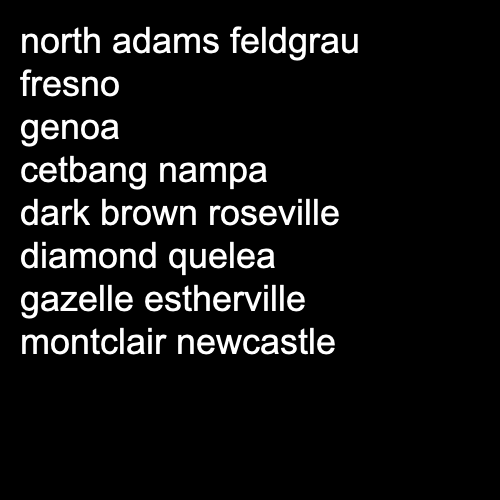 north adams feldgrau
fresno
genoa
cetbang nampa
dark brown roseville
diamond quelea
gazelle estherville
montclair newcastle